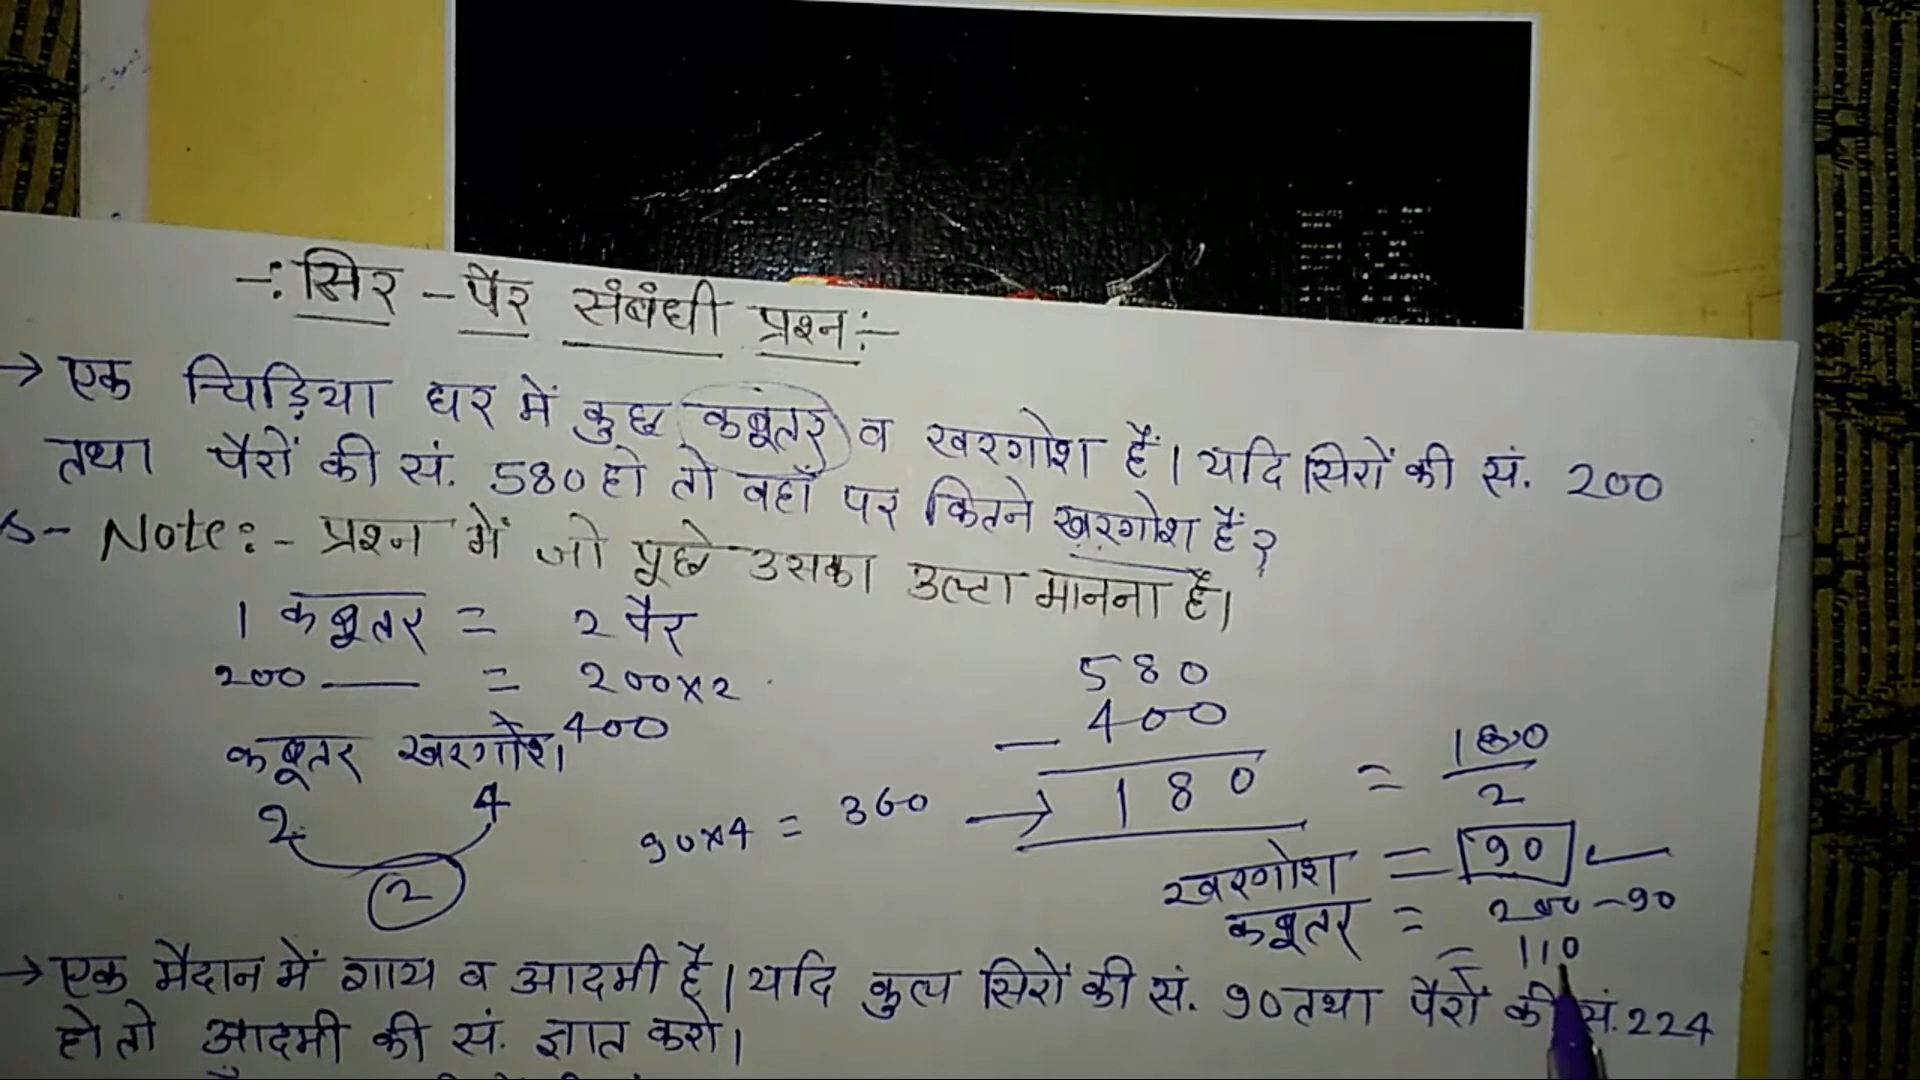 -: सिर - पैर संबंधी प्रश्न :-
→ एक चिड़िया घर में कुछ कबूतर व खरगोश हैं। यदि सिरों की सं. 200
तथा पैरों की सं. 580 हो तो वहाँ पर कितने खरगोश हैं?
Note:- प्रश्न में जो पूछे उसका उल्टा मानना है।
1 कबूतर = 2 पैर
200 — = 200×2
400
कबूतर खरगोश
2 4
2
580
- 400
→ 180 = 180/2
90×4 = 360
खरगोश = 90
कबूतर = 200-90
= 110
→ एक मैदान में गाय व आदमी है। यदि कुल सिरों की सं. 90 तथा पैरों की सं. 224
हो तो आदमी की सं. ज्ञात करो।